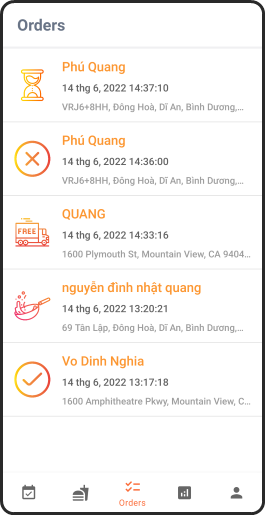 Orders
Phú Quang
14 thg 6, 2022 14:37:10
VRJ6+8HH, Đông Hoà, Dĩ An, Bình Dương,...
Phú Quang
14 thg 6, 2022 14:36:00
VRJ6+8HH, Đông Hoà, Dĩ An, Bình Dương,...
FREE
QUANG
14 thg 6, 2022 14:33:16
1600 Plymouth St, Mountain View, CA 9404...
nguyễn đình nhật quang
14 thg 6, 2022 13:20:21
69 Tân Lập, Đông Hoà, Dĩ An, Bình Dương,...
Vo Dinh Nghia
14 thg 6, 2022 13:17:18
1600 Amphitheatre Pkwy, Mountain View, C...
Orders